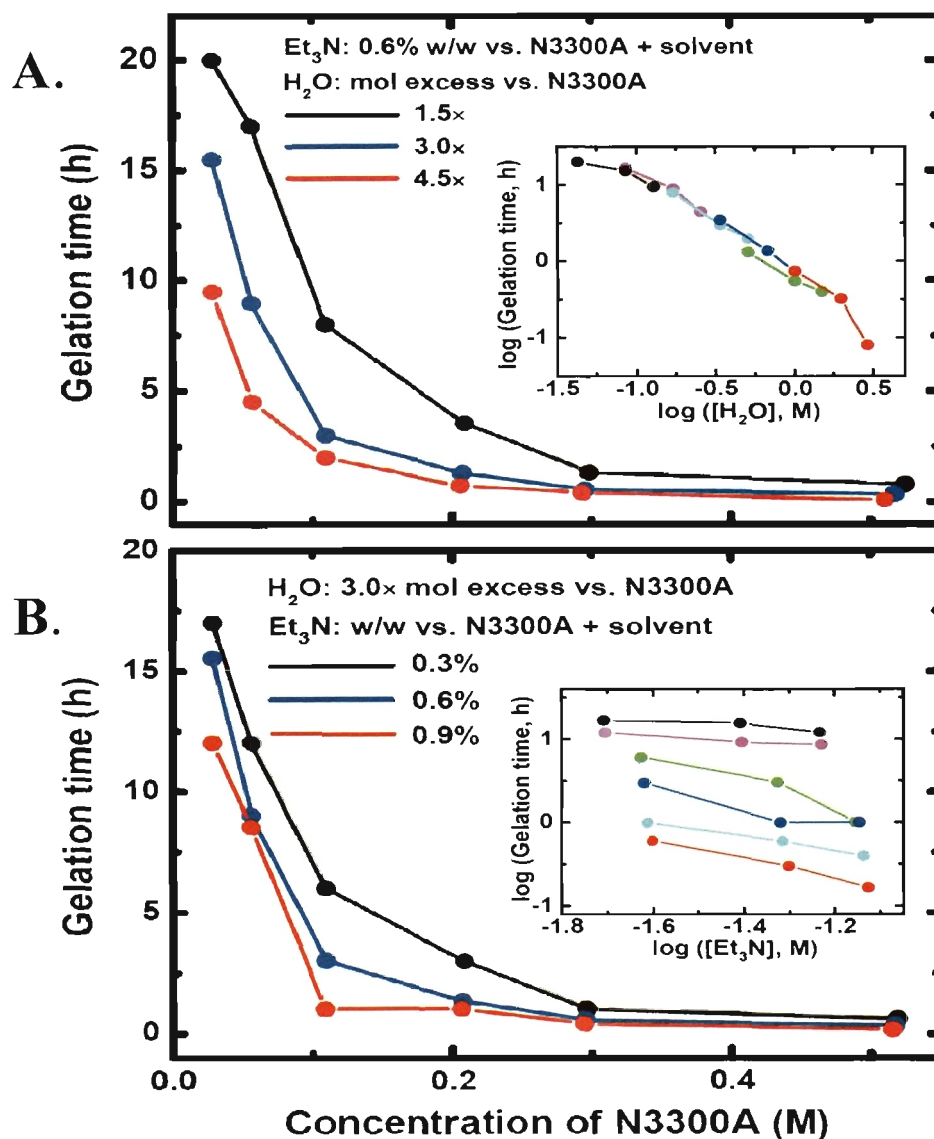 A.
Et₃N: 0.6% w/w vs. N3300A + solvent
H₂O: mol excess vs. N3300A
1.5×
3.0×
4.5×
20
15
10
5
0
Gelation time (h)
log (Gelation time, h)
1
0
-1
-1.5 -1.0 -0.5 0.0 0.5
log ([H₂O], M)
B.
H₂O: 3.0× mol excess vs. N3300A
Et₃N: w/w vs. N3300A + solvent
0.3%
0.6%
0.9%
20
15
10
5
0
Gelation time (h)
log (Gelation time, h)
1
0
-1
-1.8 -1.6 -1.4 -1.2
log ([Et₃N], M)
0.0 0.2 0.4
Concentration of N3300A (M)